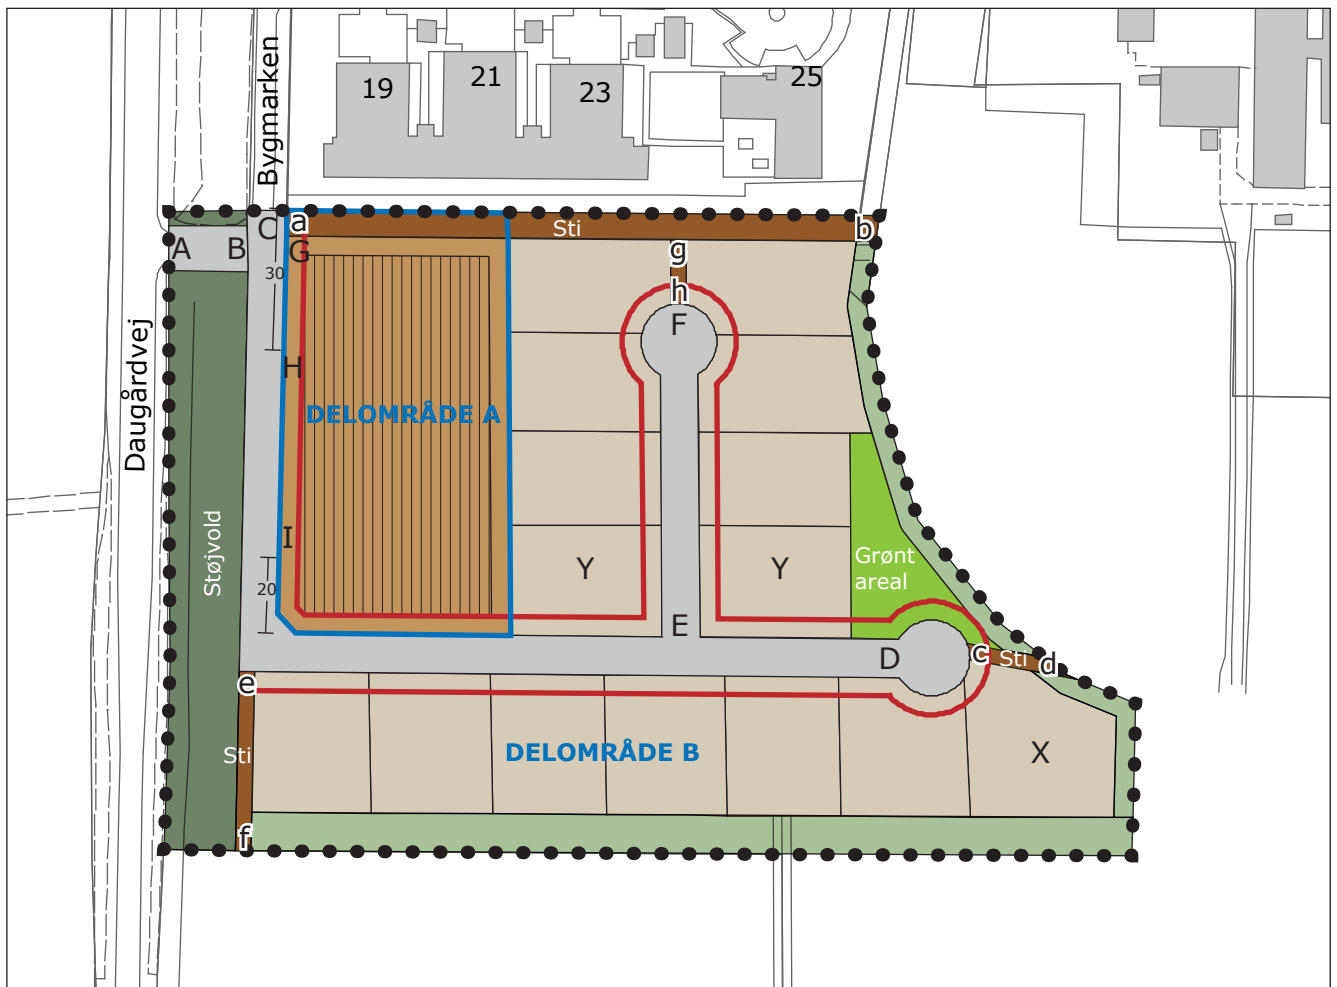 Bygmarken
19
21
23
25
C
a
Sti
b
A
B
G
g
30
h
F
H
Daugårdvej
DELOMRÅDE A
I
Støjvold
20
Y
Y
Grønt
areal
E
D
c
Sti
d
e
Sti
DELOMRÅDE B
X
f